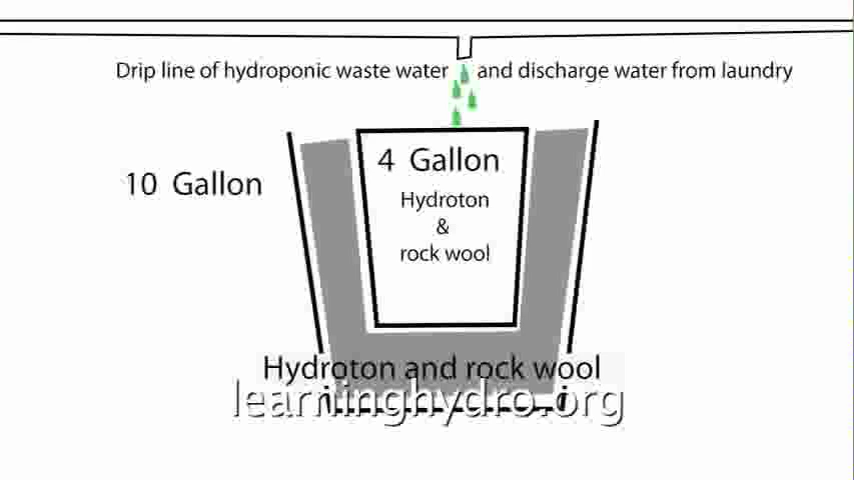 Drip line of hydroponic waste water and discharge water from laundry
10 Gallon
4 Gallon
Hydroton
&
rock wool
Hydroton and rock wool
learninghydro.org